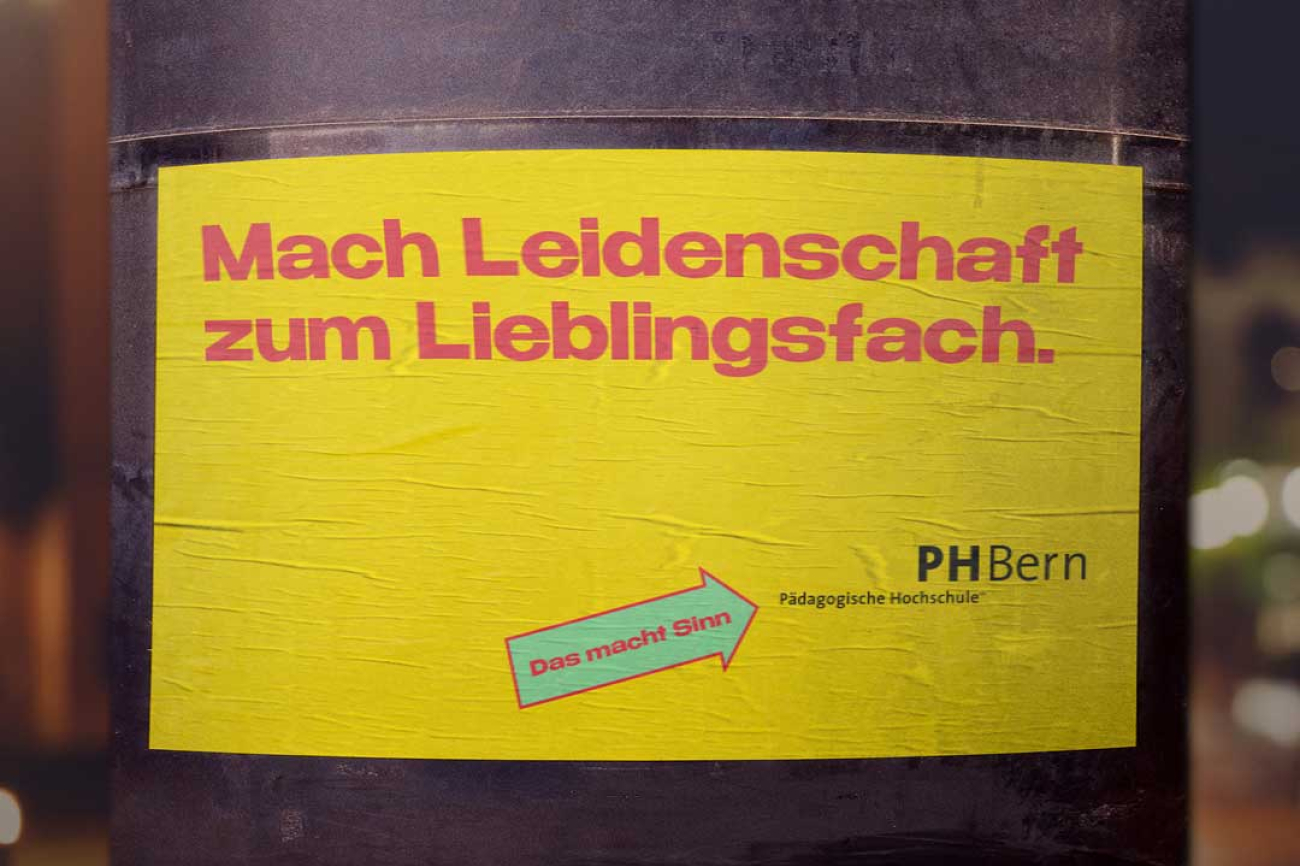 Mach Leidenschaft
zum Lieblingsfach.
PHBern
Pädagogische Hochschule
Das macht Sinn